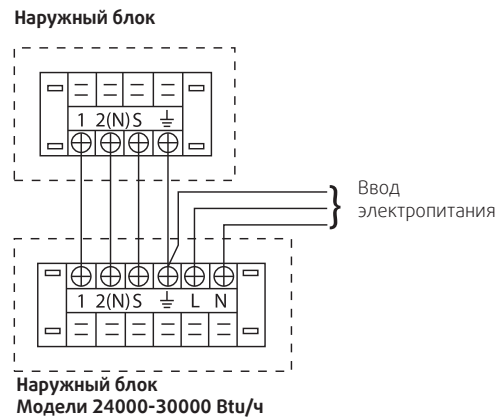 Наружный блок
1 2(N) S ⏚
Ввод
электропитания
1 2(N) S ⏚ L N
Наружный блок
Модели 24000-30000 Btu/ч